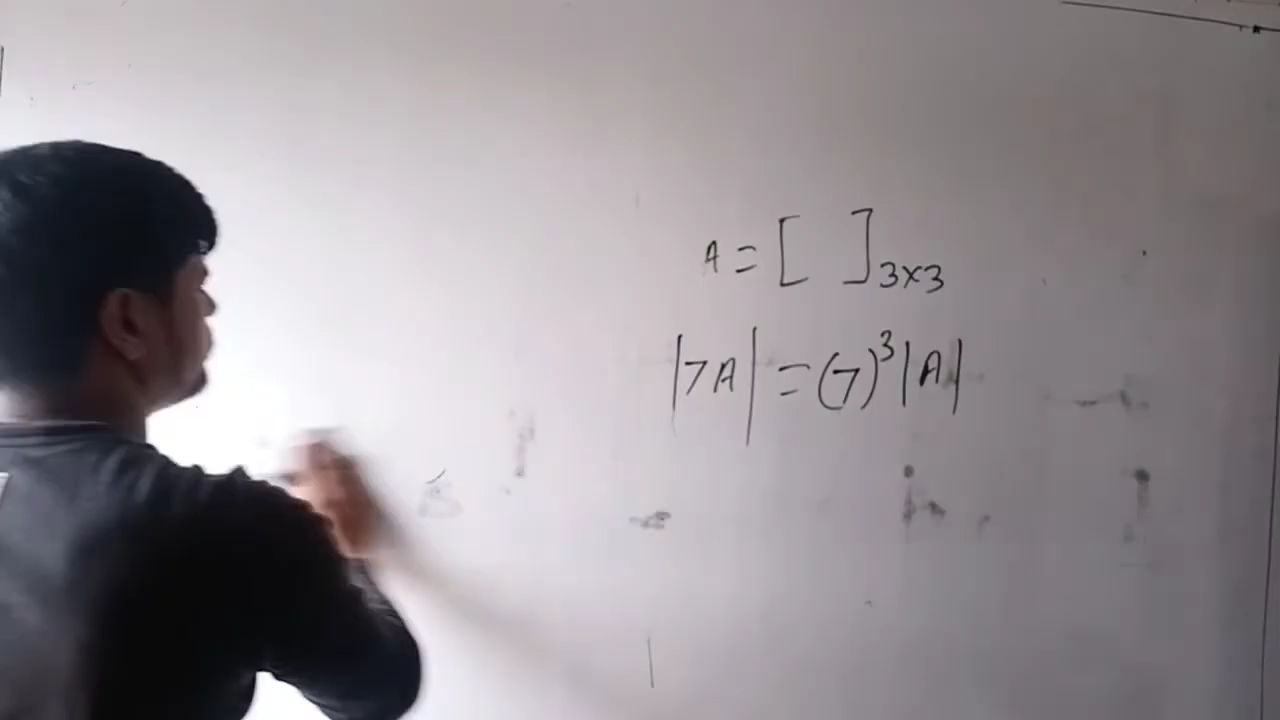 A = [ ]3×3
|7A| = (7)³|A|